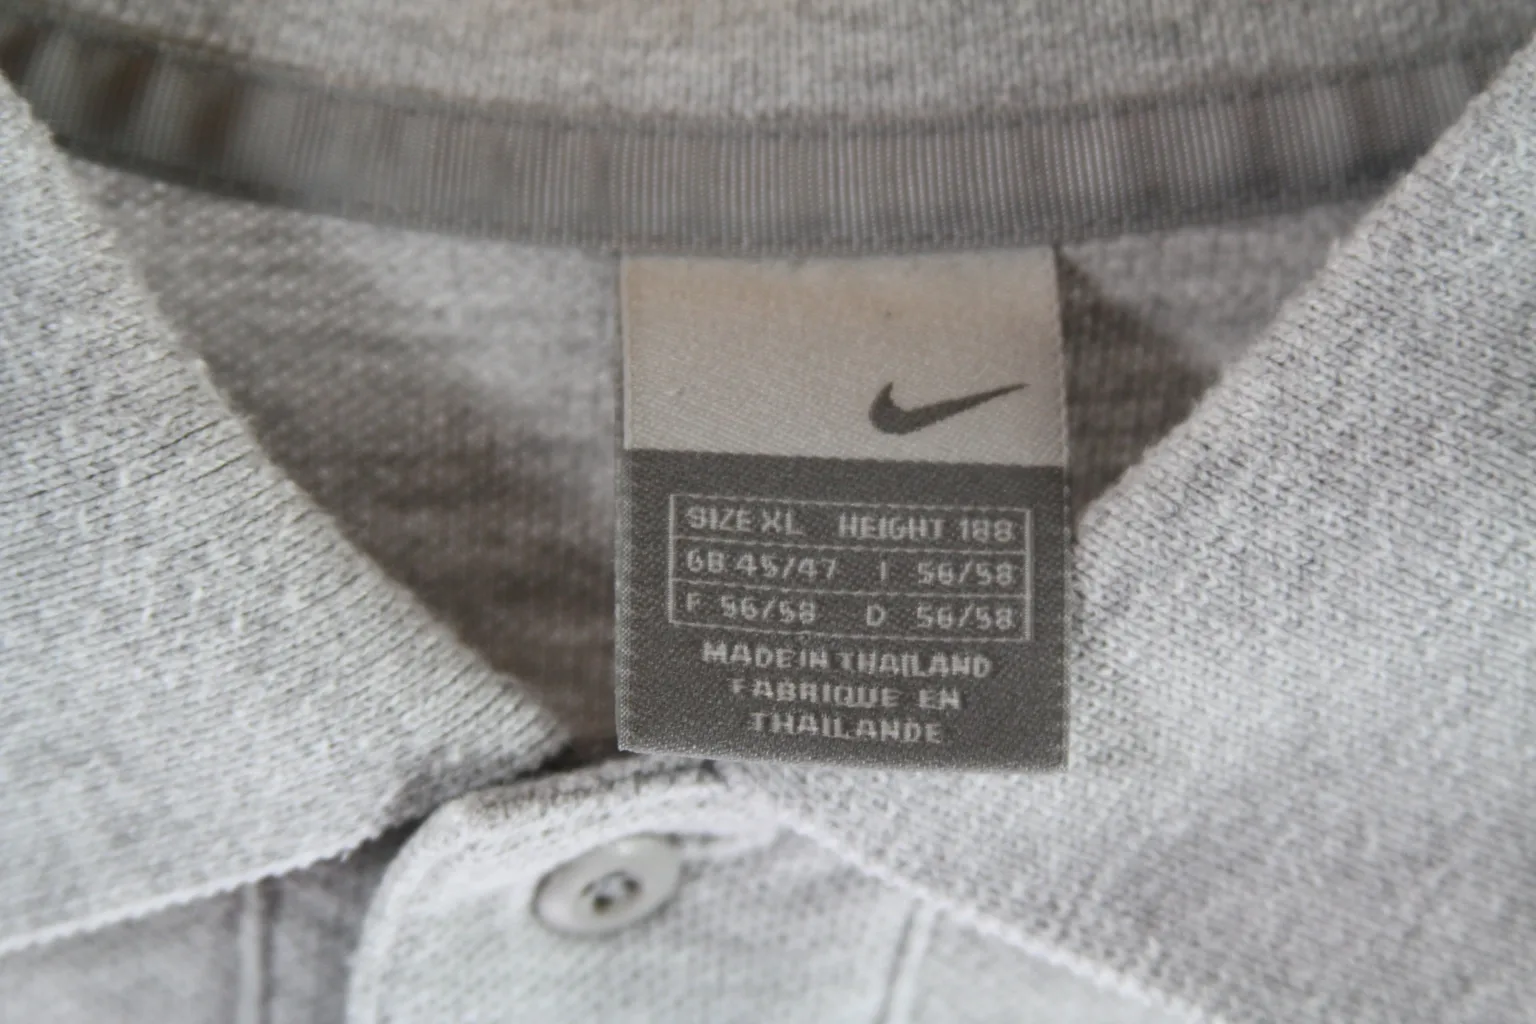 SIZE XL HEIGHT 188
GB 45/47 I 56/58
F 56/58 D 56/58
MADE IN THAILAND
FABRIQUE EN
THAILANDE